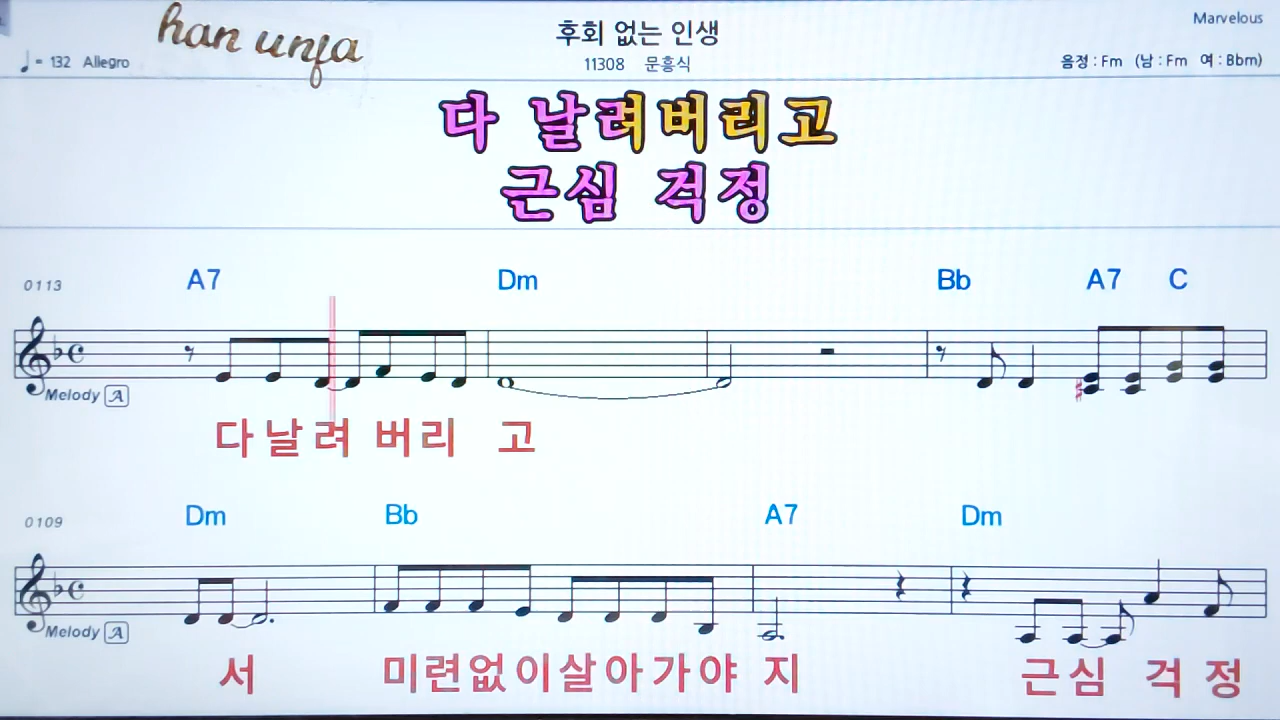 han unfa
후회 없는 인생
Marvelous
♩= 132 Allegro
11308 문흥식
음정 : Fm (남 : Fm 여 : Bbm)
다 날려버리고
근심 걱정
0113
A7 Dm Bb A7 C
Melody A
다날려 버리 고
0109
Dm Bb A7 Dm
Melody A
서 미련없이살아가야 지 근심 걱 정